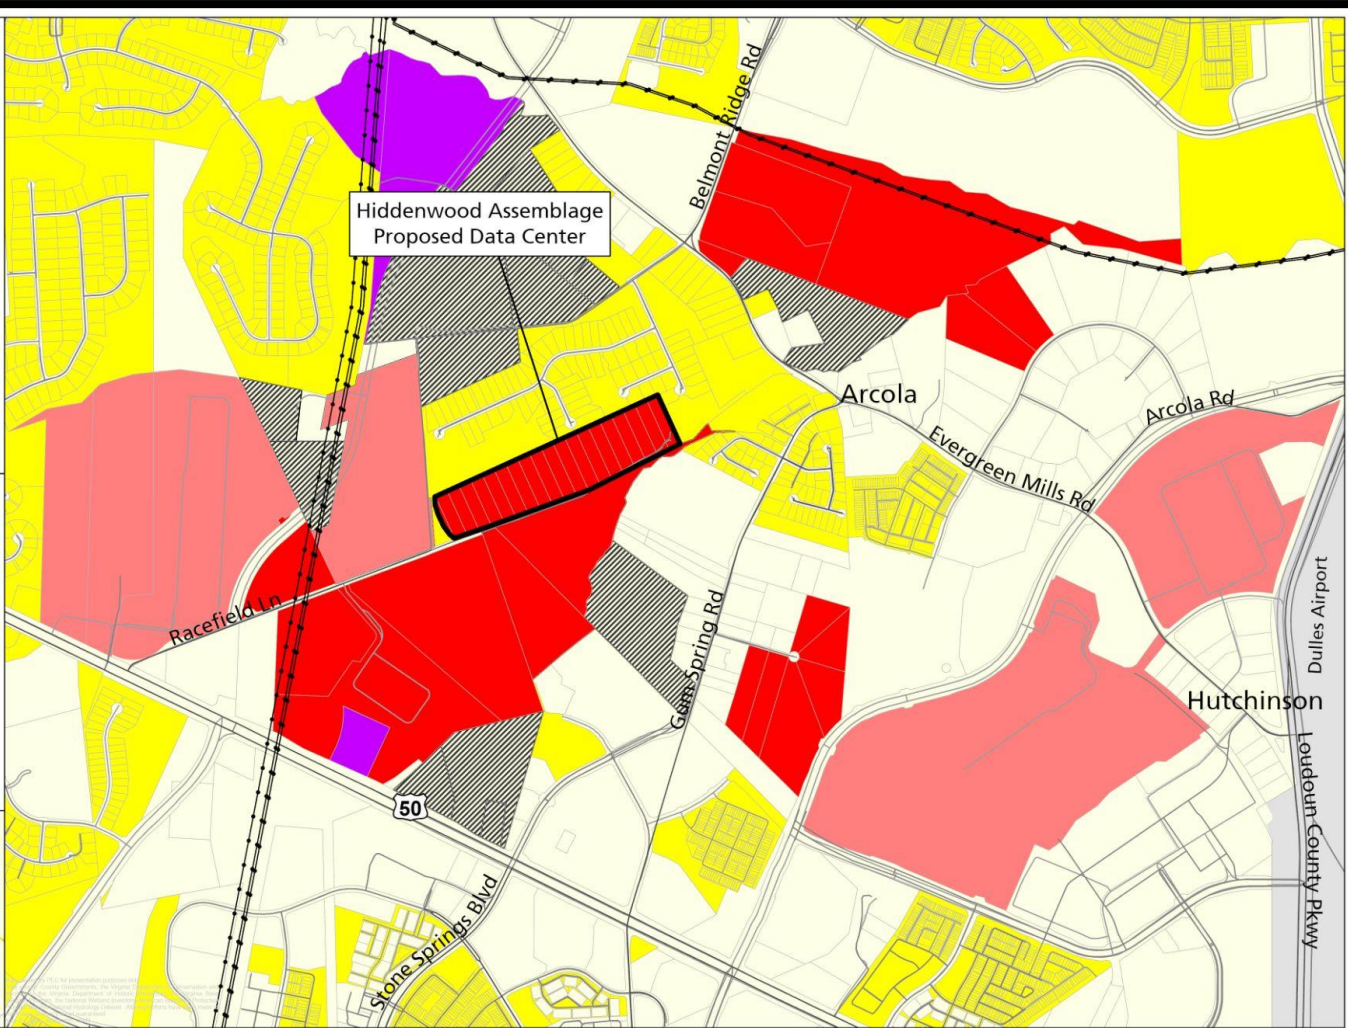 Belmont Ridge Rd
Hiddenwood Assemblage
Proposed Data Center
Arcola
Arcola Rd
Evergreen Mills Rd
Dulles Airport
Racefield Ln
Gum Spring Rd
Hutchinson
Loudoun County Pkwy
50
Stone Springs Blvd